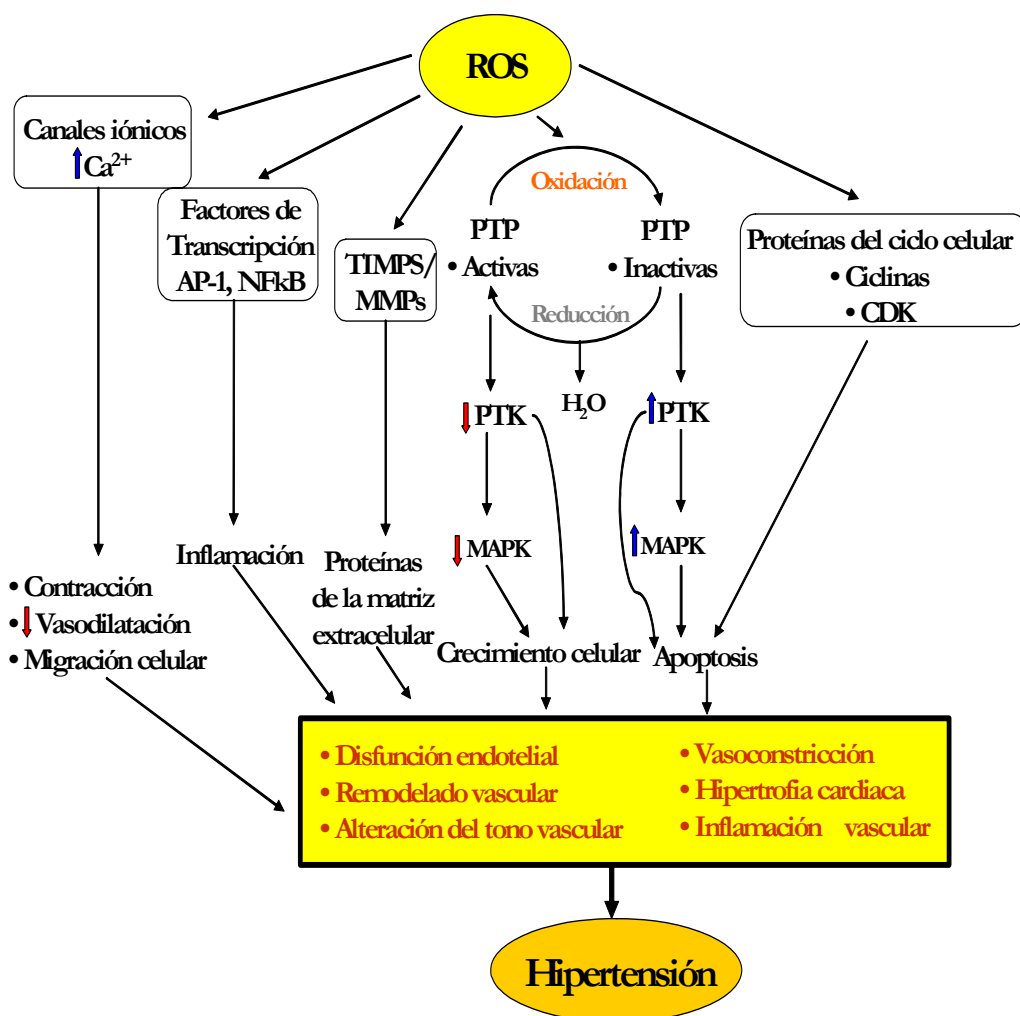 ROS
Canales iónicos
Ca²⁺
Factores de
Transcripción
AP-1, NFkB
TIMPS/
MMPs
Oxidación
PTP
• Activas
PTP
• Inactivas
Reducción
H₂O
Proteínas del ciclo celular
• Ciclinas
• CDK
PTK
PTK
MAPK
MAPK
• Contracción
• Vasodilatación
• Migración celular
Inflamación
Proteínas
de la matriz
extracelular
Crecimiento celular
Apoptosis
• Disfunción endotelial
• Remodelado vascular
• Alteración del tono vascular
• Vasoconstricción
• Hipertrofia cardiaca
• Inflamación vascular
Hipertensión